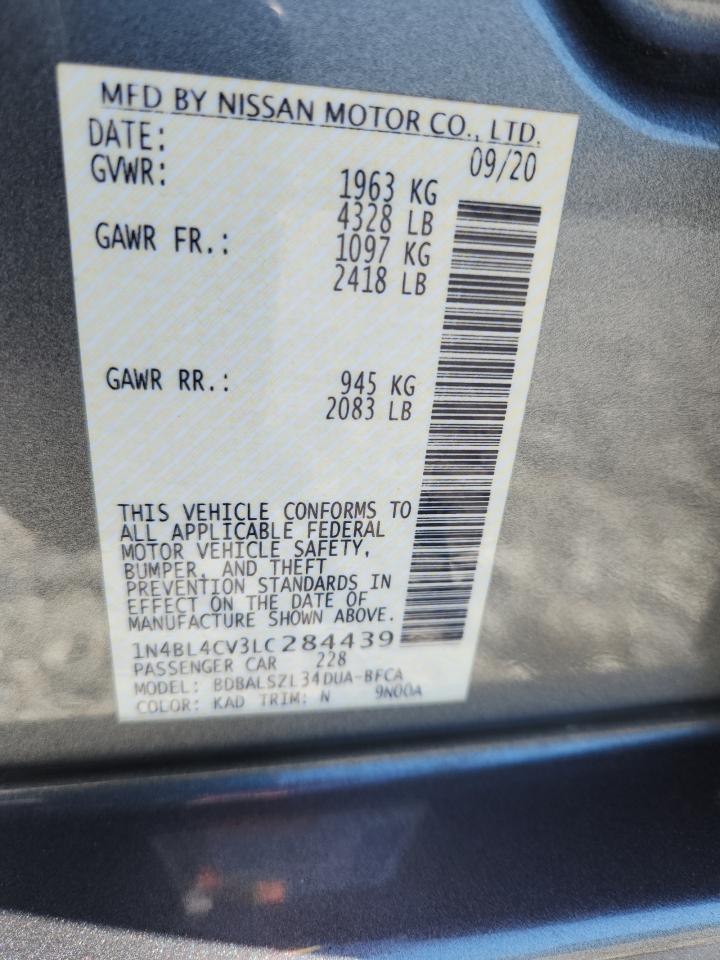 MFD BY NISSAN MOTOR CO., LTD.
DATE: 09/20
GVWR: 1963 KG
4328 LB
GAWR FR.: 1097 KG
2418 LB
GAWR RR.: 945 KG
2083 LB
THIS VEHICLE CONFORMS TO
ALL APPLICABLE FEDERAL
MOTOR VEHICLE SAFETY,
BUMPER, AND THEFT
PREVENTION STANDARDS IN
EFFECT ON THE DATE OF
MANUFACTURE SHOWN ABOVE.
1N4BL4CV3LC284439
PASSENGER CAR 228
MODEL: BDBALSZL34DUA-BFCA
COLOR: KAD TRIM: N 9N00A